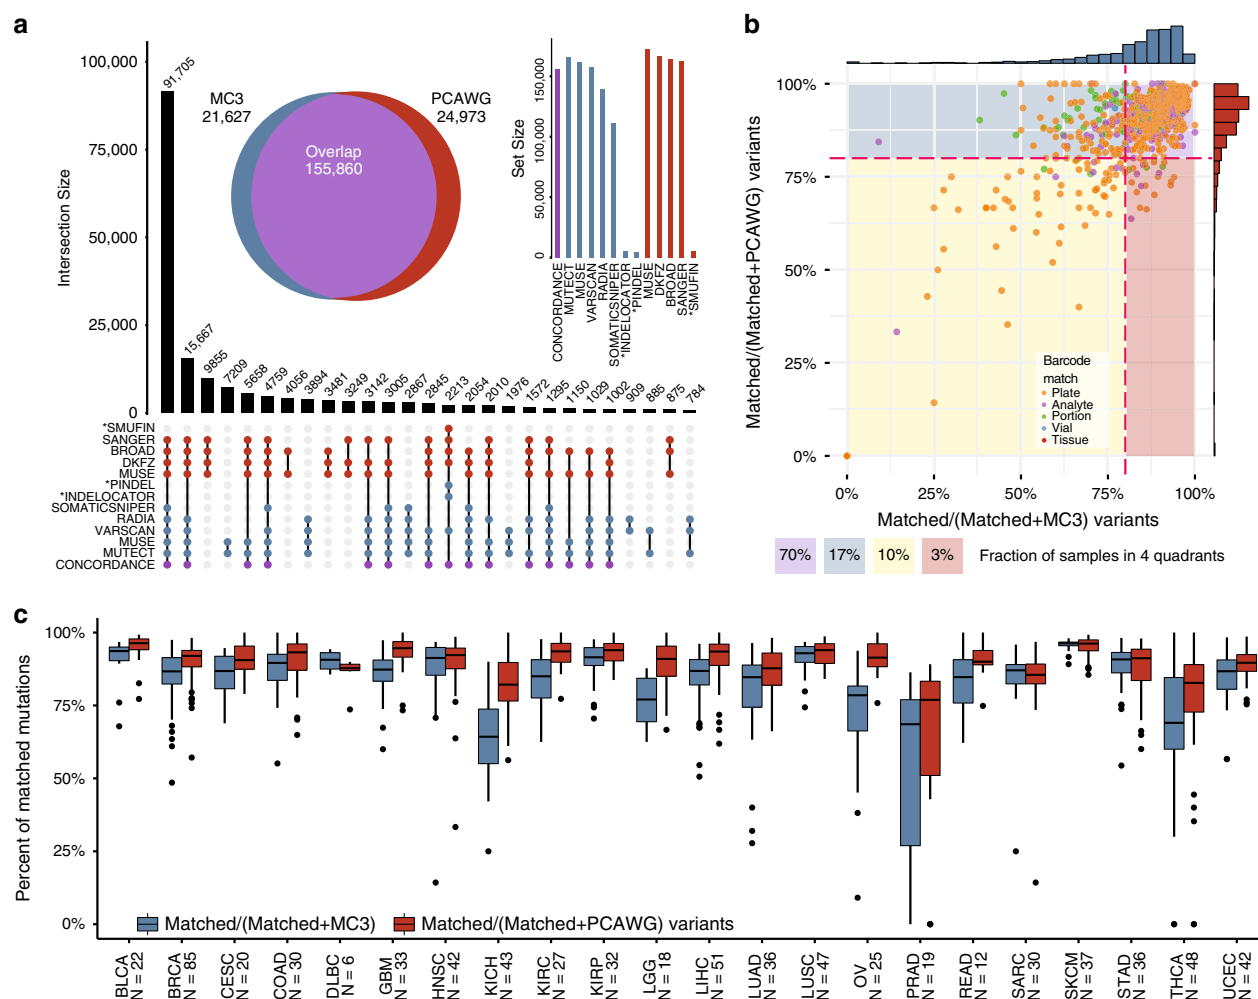 a
100,000
75,000
50,000
25,000
0
Intersection Size
91,705
15,667
9855
7209
5658
4759
4056
3894
3481
3249
3142
3005
2867
2845
2213
2054
2010
1976
1572
1295
1150
1029
1002
909
885
875
784
MC3
21,627
PCAWG
24,973
Overlap
155,860
Set Size
150,000
100,000
50,000
0
CONCORDANCE
MUTECT
MUSE
VARSCAN
RADIA
SOMATICSNIPER
*INDELOCATOR
*PINDEL
MUSE
DKFZ
BROAD
SANGER
*SMUFIN
*SMUFIN
SANGER
BROAD
DKFZ
MUSE
*PINDEL
*INDELOCATOR
SOMATICSNIPER
RADIA
VARSCAN
MUSE
MUTECT
CONCORDANCE
b
Matched/(Matched+PCAWG) variants
100%
75%
50%
25%
0%
Barcode
match
Plate
Analyte
Portion
Vial
Tissue
0%
25%
50%
75%
100%
Matched/(Matched+MC3) variants
70%
17%
10%
3%
Fraction of samples in 4 quadrants
c
Percent of matched mutations
100%
75%
50%
25%
0%
Matched/(Matched+MC3)
Matched/(Matched+PCAWG) variants
BLCA
N = 22
BRCA
N = 85
CESC
N = 20
COAD
N = 30
DLBC
N = 6
GBM
N = 33
HNSC
N = 42
KICH
N = 43
KIRC
N = 27
KIRP
N = 32
LGG
N = 18
LIHC
N = 51
LUAD
N = 36
LUSC
N = 47
OV
N = 25
PRAD
N = 19
READ
N = 12
SARC
N = 30
SKCM
N = 37
STAD
N = 36
THCA
N = 48
UCEC
N = 42